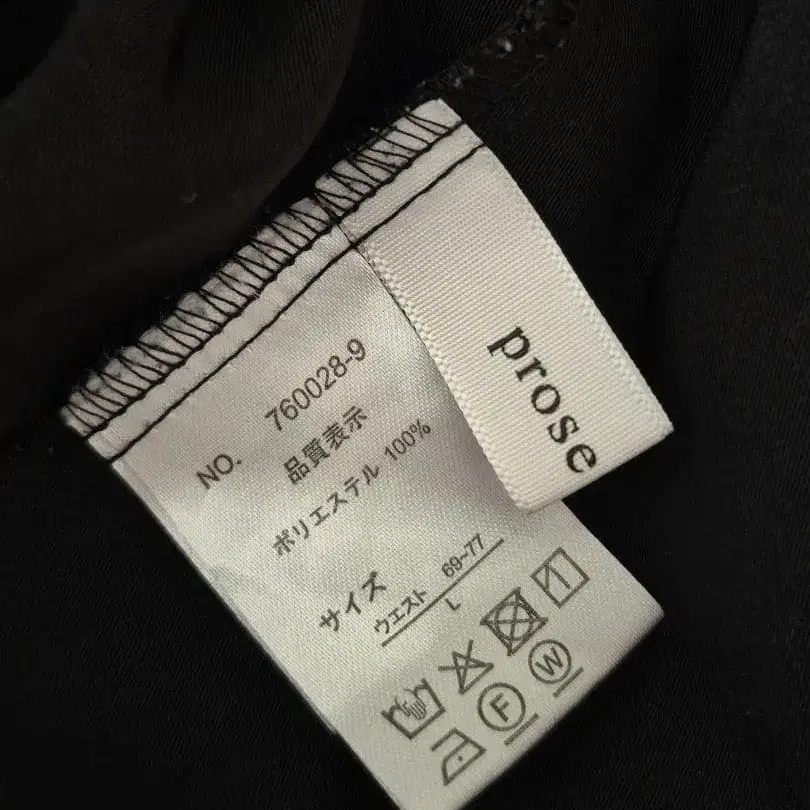 prose
NO. 760028-9
品質表示
ポリエステル 100%
サイズ
ウエスト 69~77
L
F
W